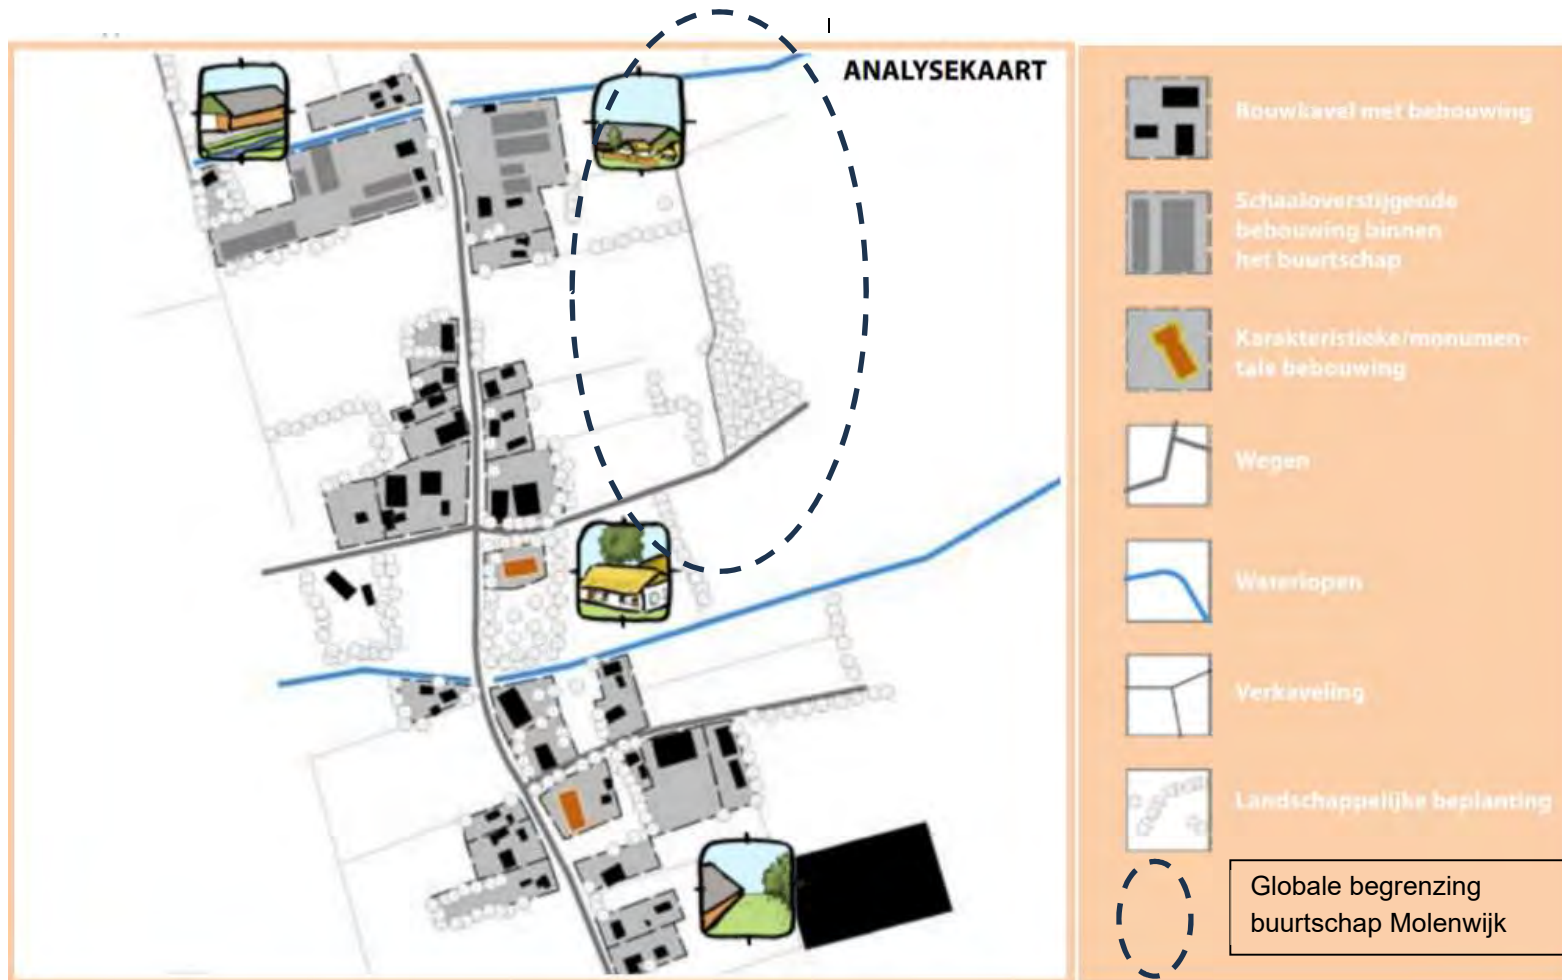 ANALYSEKAART
Bouwkavel met bebouwing
Schaaloverstijgende
bebouwing binnen
het buurtschap
Karakteristieke/monumen-
tale bebouwing
Wegen
Waterlopen
Verkaveling
Landschappelijke beplanting
Globale begrenzing
buurtschap Molenwijk